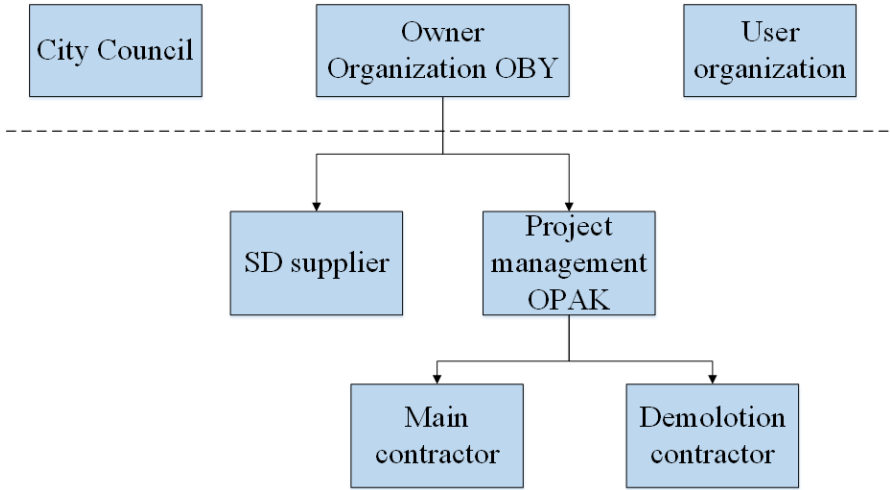 City Council
Owner
Organization OBY
User
organization
SD supplier
Project
management
OPAK
Main
contractor
Demolotion
contractor